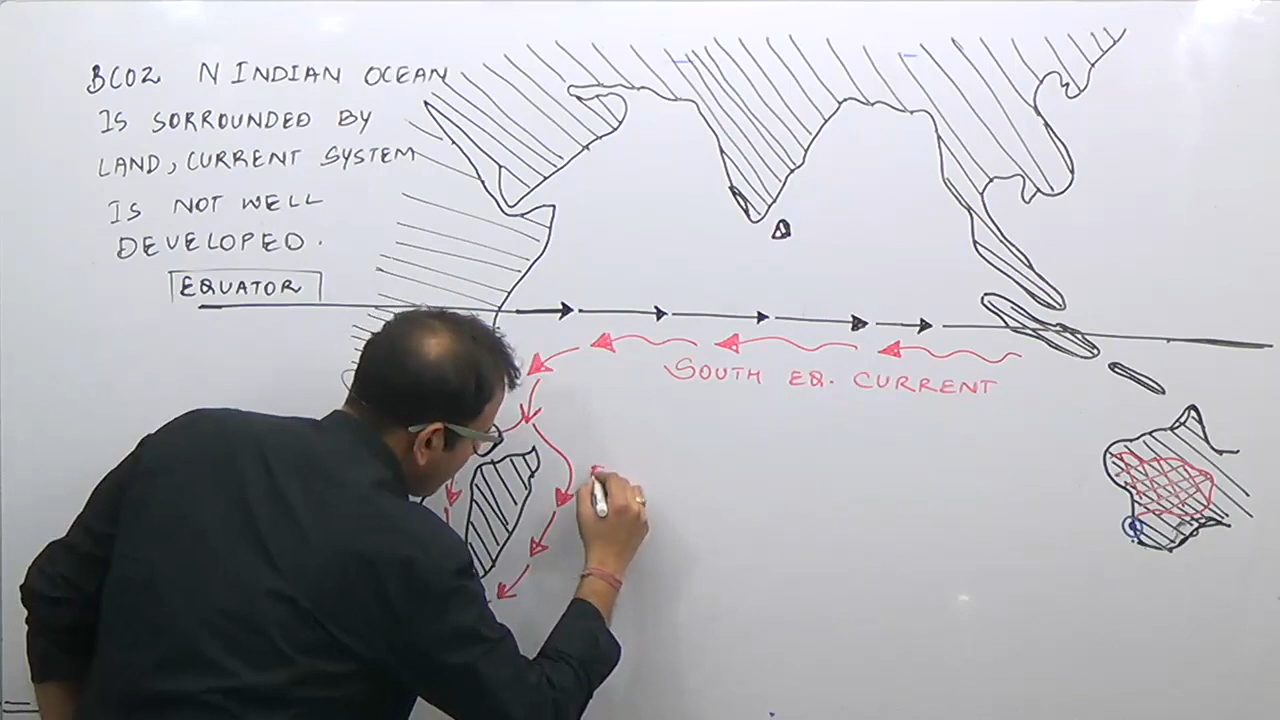 BCOZ N INDIAN OCEAN
IS SORROUNDED BY
LAND, CURRENT SYSTEM
IS NOT WELL
DEVELOPED.
EQUATOR
SOUTH EQ. CURRENT